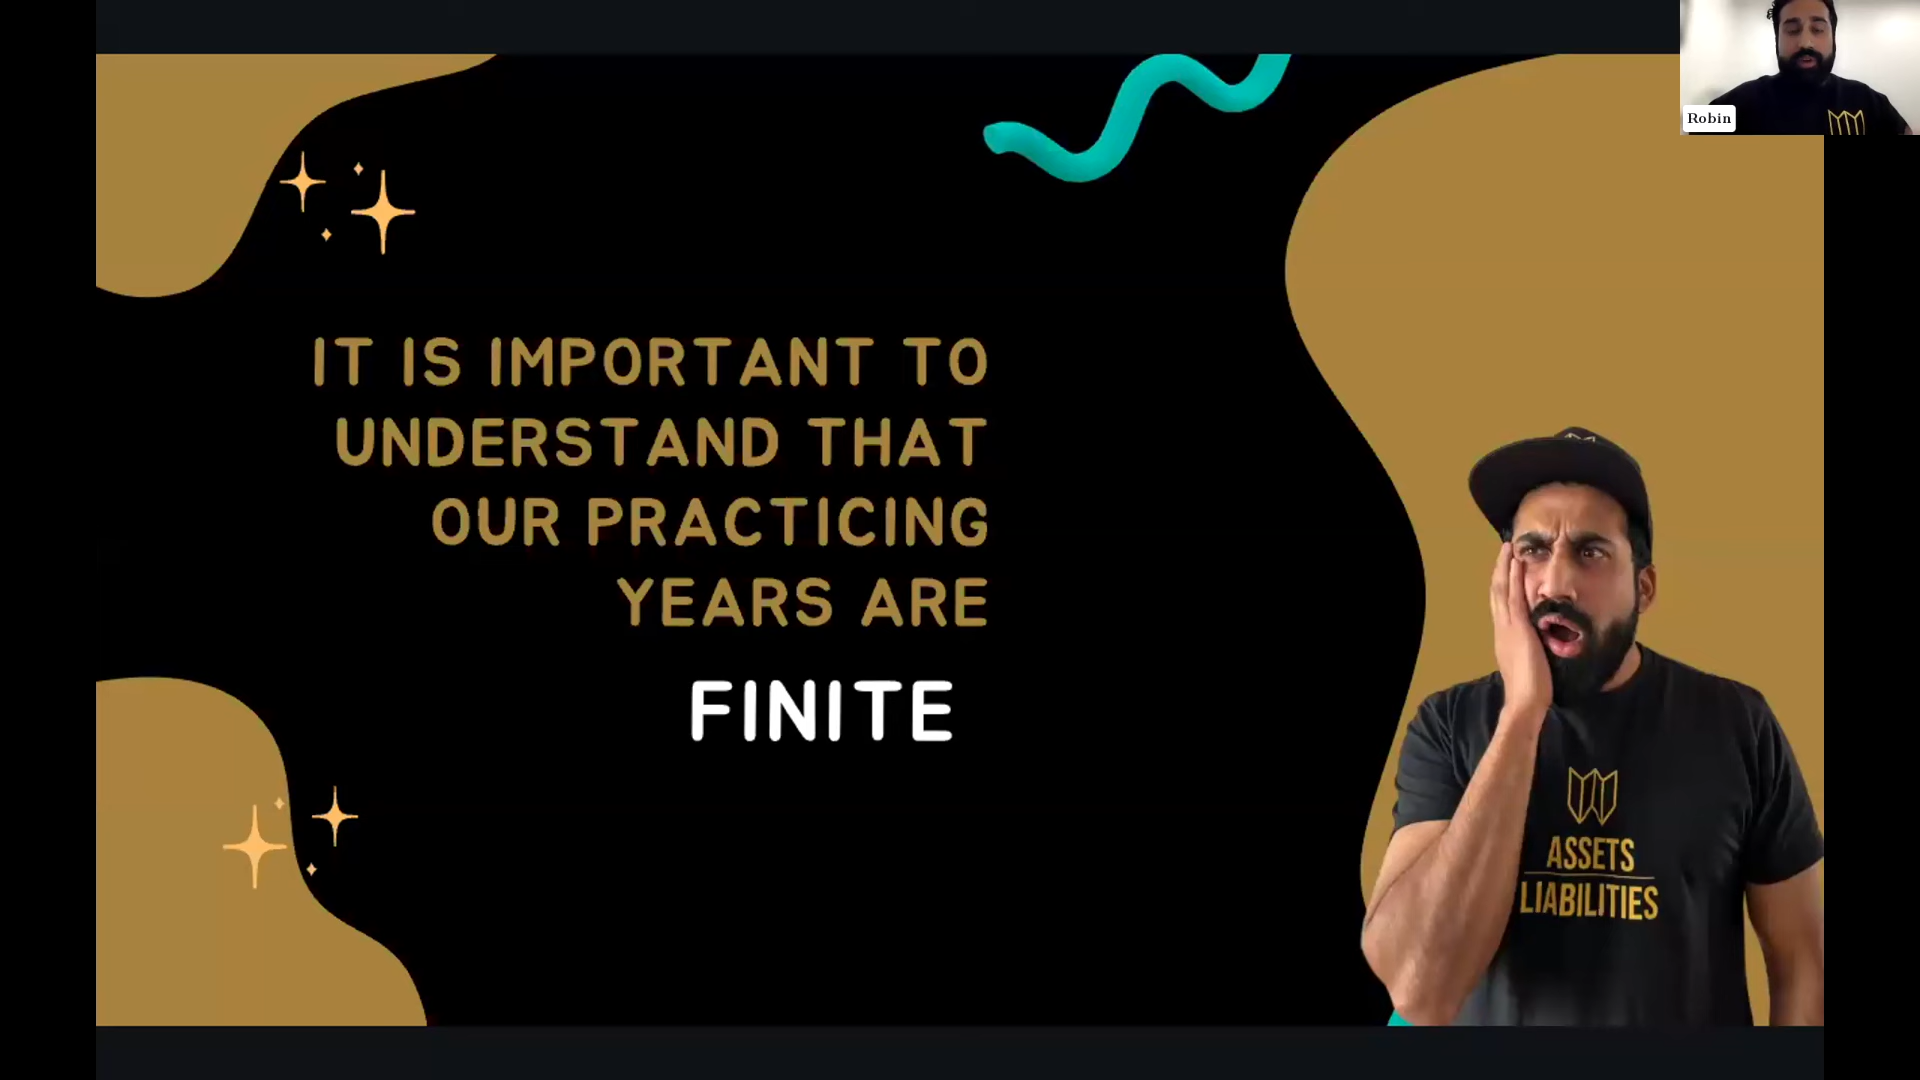 Robin
IT IS IMPORTANT TO
UNDERSTAND THAT
OUR PRACTICING
YEARS ARE
FINITE
ASSETS
LIABILITIES